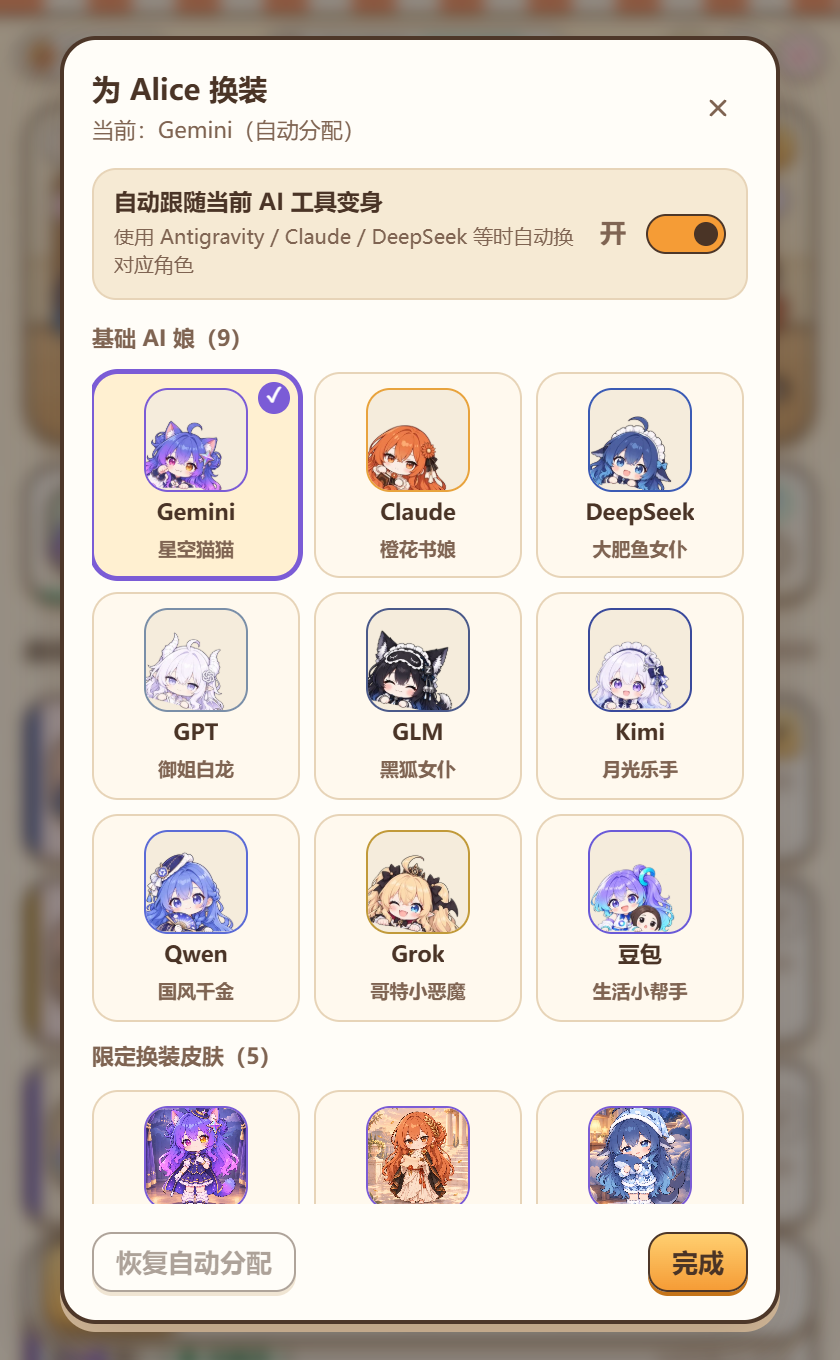 为 Alice 换装
当前：Gemini（自动分配）
自动跟随当前 AI 工具变身
使用 Antigravity / Claude / DeepSeek 等时自动换
对应角色
开
基础 AI 娘（9）
Gemini
星空猫猫
Claude
橙花书娘
DeepSeek
大肥鱼女仆
GPT
御姐白龙
GLM
黑狐女仆
Kimi
月光乐手
Qwen
国风千金
Grok
哥特小恶魔
豆包
生活小帮手
限定换装皮肤（5）
恢复自动分配
完成